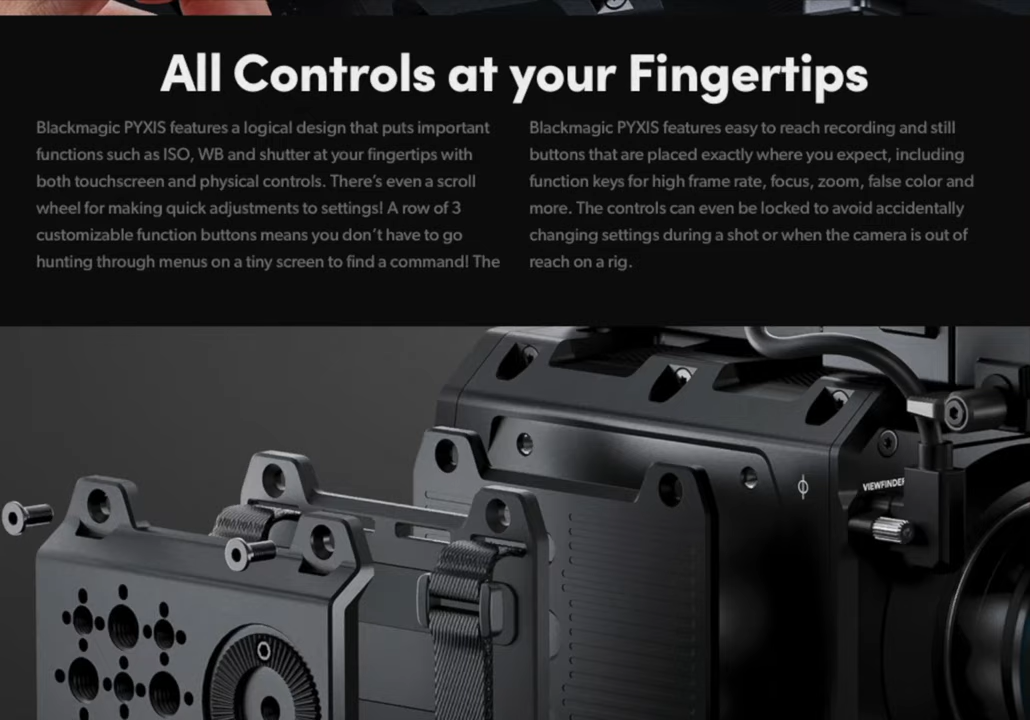 All Controls at your Fingertips
Blackmagic PYXIS features a logical design that puts important
functions such as ISO, WB and shutter at your fingertips with
both touchscreen and physical controls. There's even a scroll
wheel for making quick adjustments to settings! A row of 3
customizable function buttons means you don't have to go
hunting through menus on a tiny screen to find a command! The
Blackmagic PYXIS features easy to reach recording and still
buttons that are placed exactly where you expect, including
function keys for high frame rate, focus, zoom, false color and
more. The controls can even be locked to avoid accidentally
changing settings during a shot or when the camera is out of
reach on a rig.
VIEWFINDER